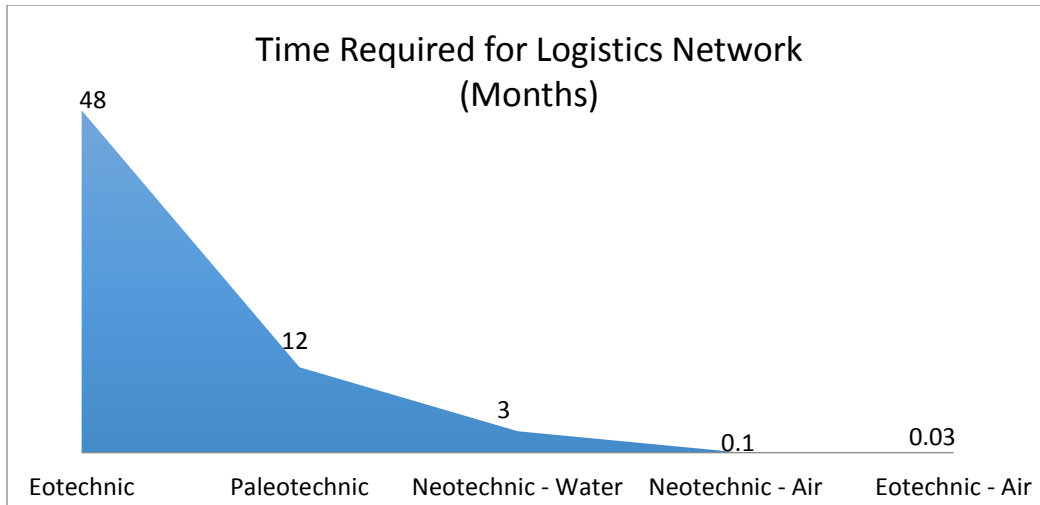 Time Required for Logistics Network
(Months)
48
12
3
0.1
0.03
Eotechnic
Paleotechnic
Neotechnic - Water
Neotechnic - Air
Eotechnic - Air